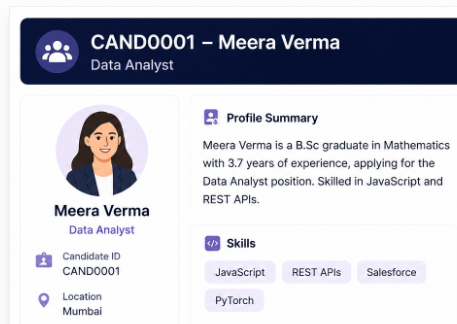 CAND0001 – Meera Verma
Data Analyst
Meera Verma
Data Analyst
Candidate ID
CAND0001
Location
Mumbai
Profile Summary
Meera Verma is a B.Sc graduate in Mathematics
with 3.7 years of experience, applying for the
Data Analyst position. Skilled in JavaScript and
REST APIs.
Skills
JavaScript REST APIs Salesforce
PyTorch